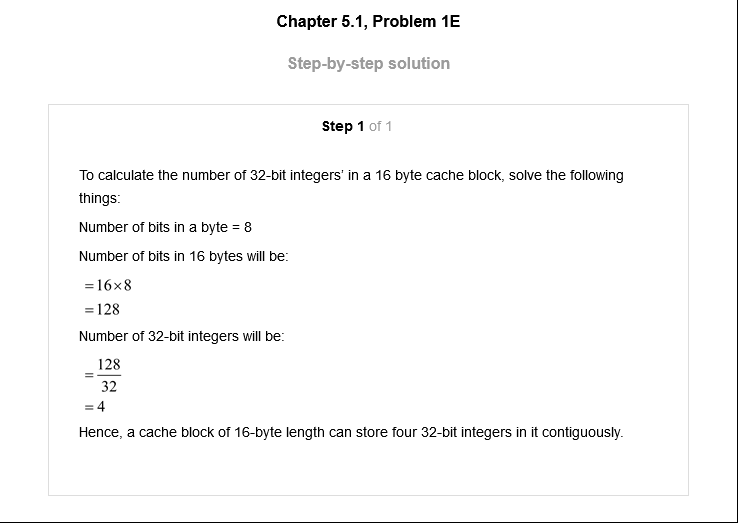 Chapter 5.1, Problem 1E
Step-by-step solution
Step 1 of 1
To calculate the number of 32-bit integers' in a 16 byte cache block, solve the following
things:
Number of bits in a byte = 8
Number of bits in 16 bytes will be:
=16×8
=128
Number of 32-bit integers will be:
=128/32
=4
Hence, a cache block of 16-byte length can store four 32-bit integers in it contiguously.